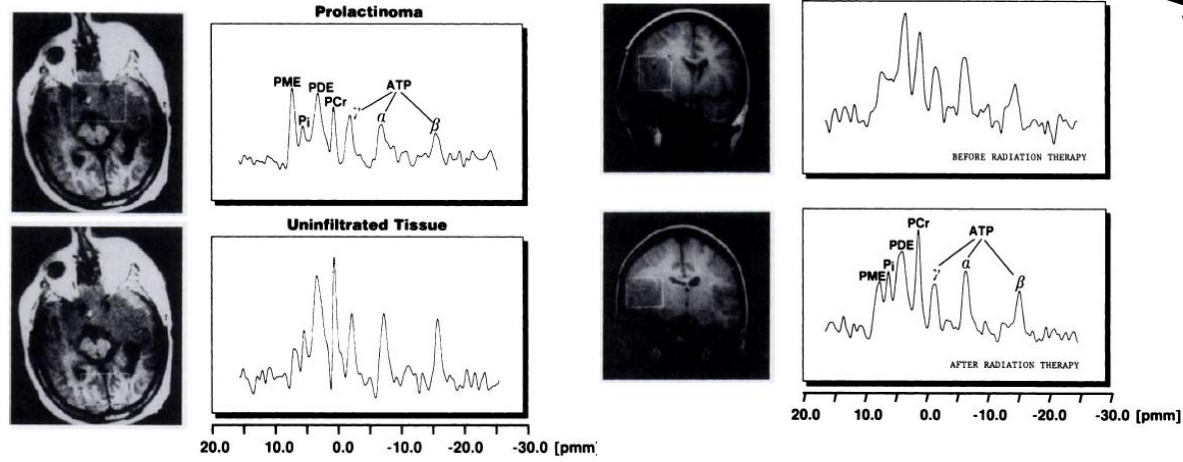 Prolactinoma
PME
PDE
Pi
PCr
ATP
γ
α
β
Uninfiltrated Tissue
20.0 10.0 0.0 -10.0 -20.0 -30.0 [pmm]
BEFORE RADIATION THERAPY
PCr
PDE
Pi
PME
ATP
γ
α
β
AFTER RADIATION THERAPY
20.0 10.0 0.0 -10.0 -20.0 -30.0 [pmm]